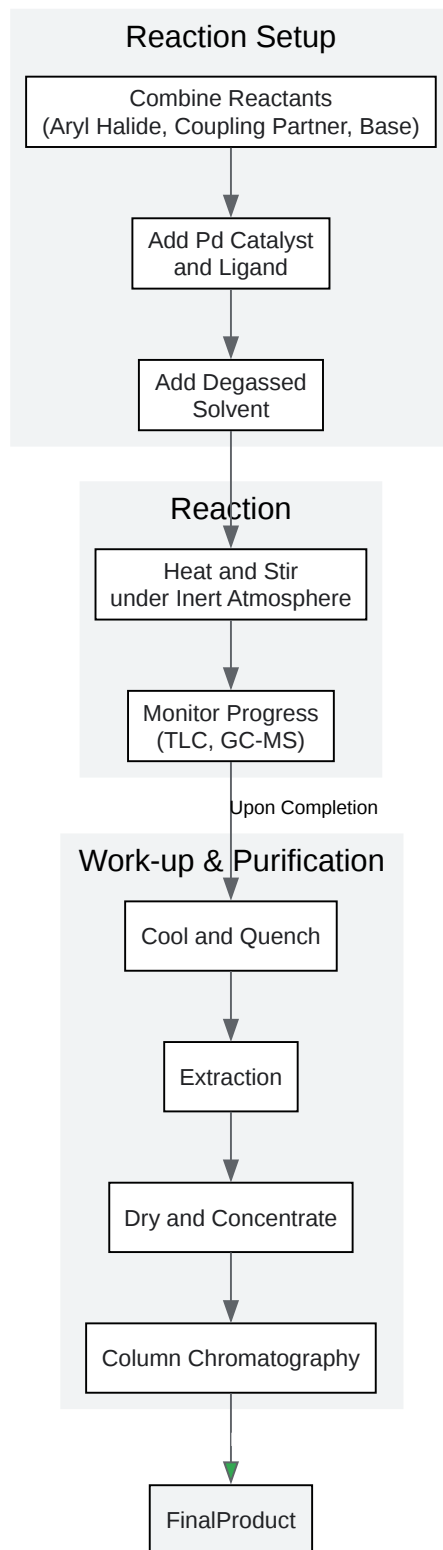 Reaction Setup
Combine Reactants
(Aryl Halide, Coupling Partner, Base)
Add Pd Catalyst
and Ligand
Add Degassed
Solvent
Reaction
Heat and Stir
under Inert Atmosphere
Monitor Progress
(TLC, GC-MS)
Upon Completion
Work-up & Purification
Cool and Quench
Extraction
Dry and Concentrate
Column Chromatography
FinalProduct